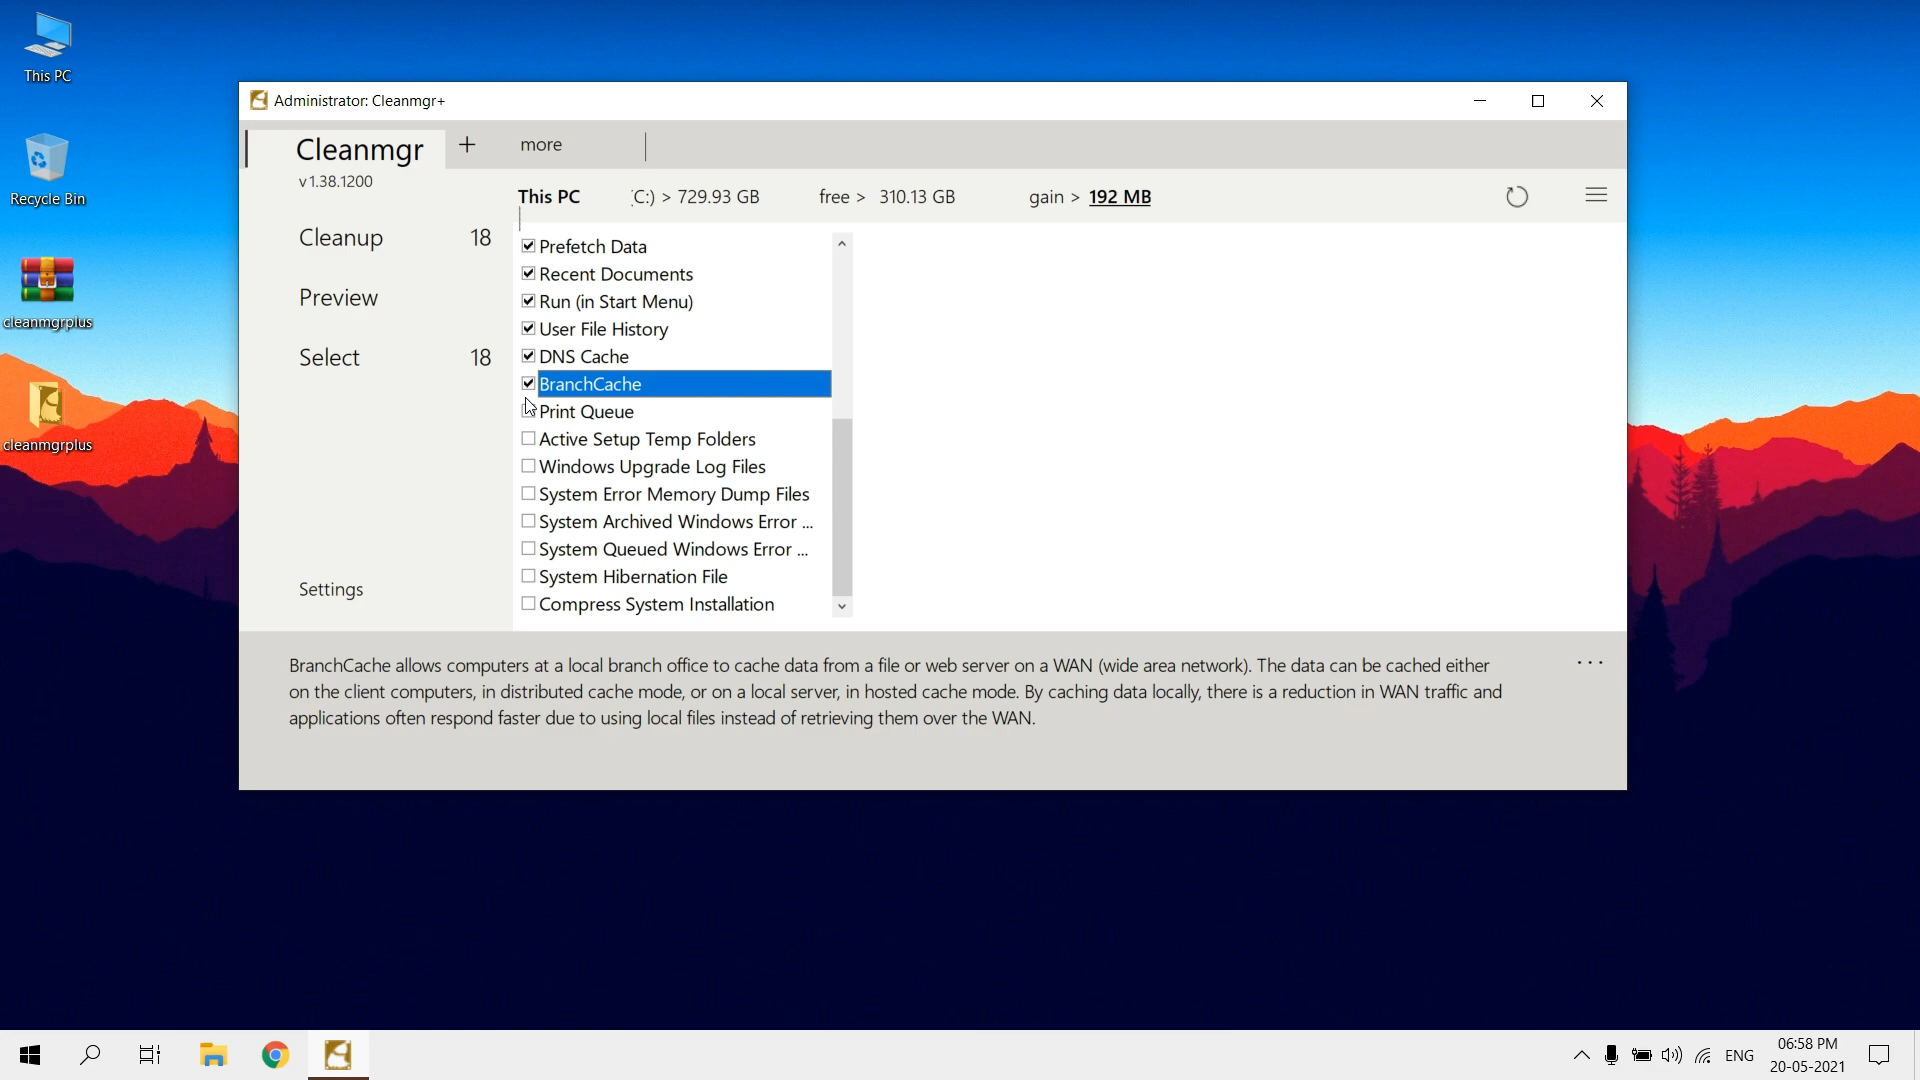 This PC
Recycle Bin
cleanmgrplus
cleanmgrplus
Administrator: Cleanmgr+
Cleanmgr
+
more
v1.38.1200
This PC (C:) > 729.93 GB free > 310.13 GB gain > 192 MB
Cleanup 18
Preview
Select 18
Settings
Prefetch Data
Recent Documents
Run (in Start Menu)
User File History
DNS Cache
BranchCache
Print Queue
Active Setup Temp Folders
Windows Upgrade Log Files
System Error Memory Dump Files
System Archived Windows Error ...
System Queued Windows Error ...
System Hibernation File
Compress System Installation
BranchCache allows computers at a local branch office to cache data from a file or web server on a WAN (wide area network). The data can be cached either
on the client computers, in distributed cache mode, or on a local server, in hosted cache mode. By caching data locally, there is a reduction in WAN traffic and
applications often respond faster due to using local files instead of retrieving them over the WAN.
...
ENG
06:58 PM
20-05-2021